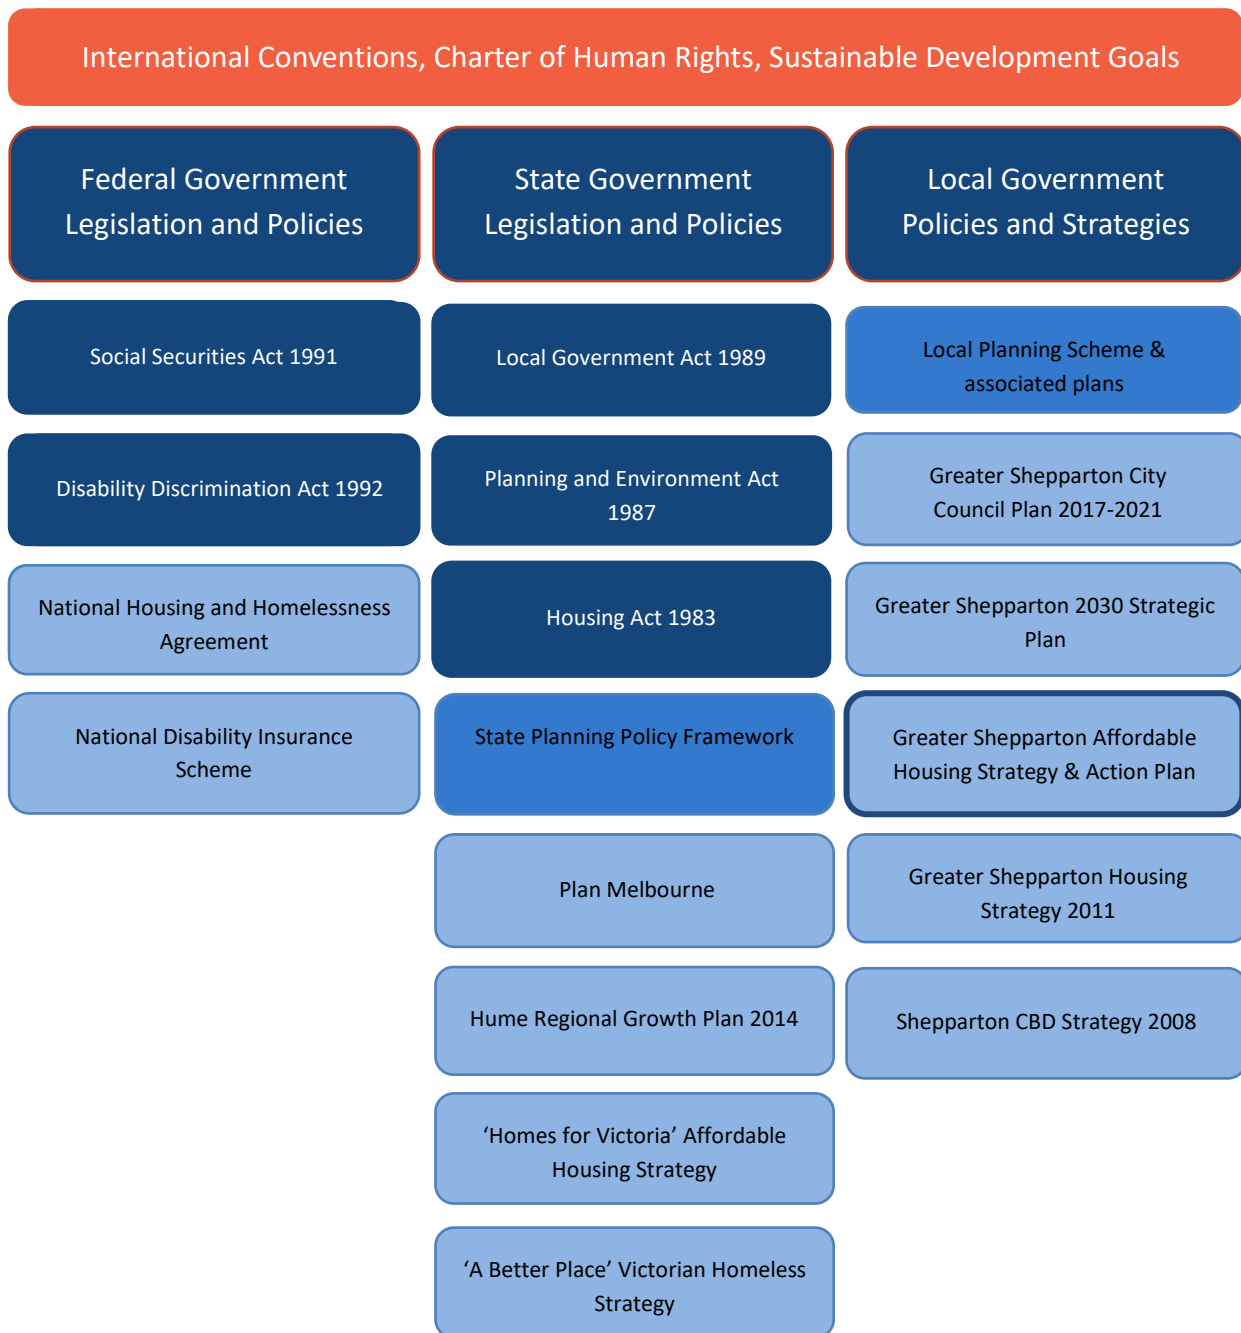 International Conventions, Charter of Human Rights, Sustainable Development Goals
Federal Government
Legislation and Policies
Social Securities Act 1991
Disability Discrimination Act 1992
National Housing and Homelessness
Agreement
National Disability Insurance
Scheme
State Government
Legislation and Policies
Local Government Act 1989
Planning and Environment Act
1987
Housing Act 1983
State Planning Policy Framework
Plan Melbourne
Hume Regional Growth Plan 2014
‘Homes for Victoria’ Affordable
Housing Strategy
‘A Better Place’ Victorian Homeless
Strategy
Local Government
Policies and Strategies
Local Planning Scheme &
associated plans
Greater Shepparton City
Council Plan 2017-2021
Greater Shepparton 2030 Strategic
Plan
Greater Shepparton Affordable
Housing Strategy & Action Plan
Greater Shepparton Housing
Strategy 2011
Shepparton CBD Strategy 2008